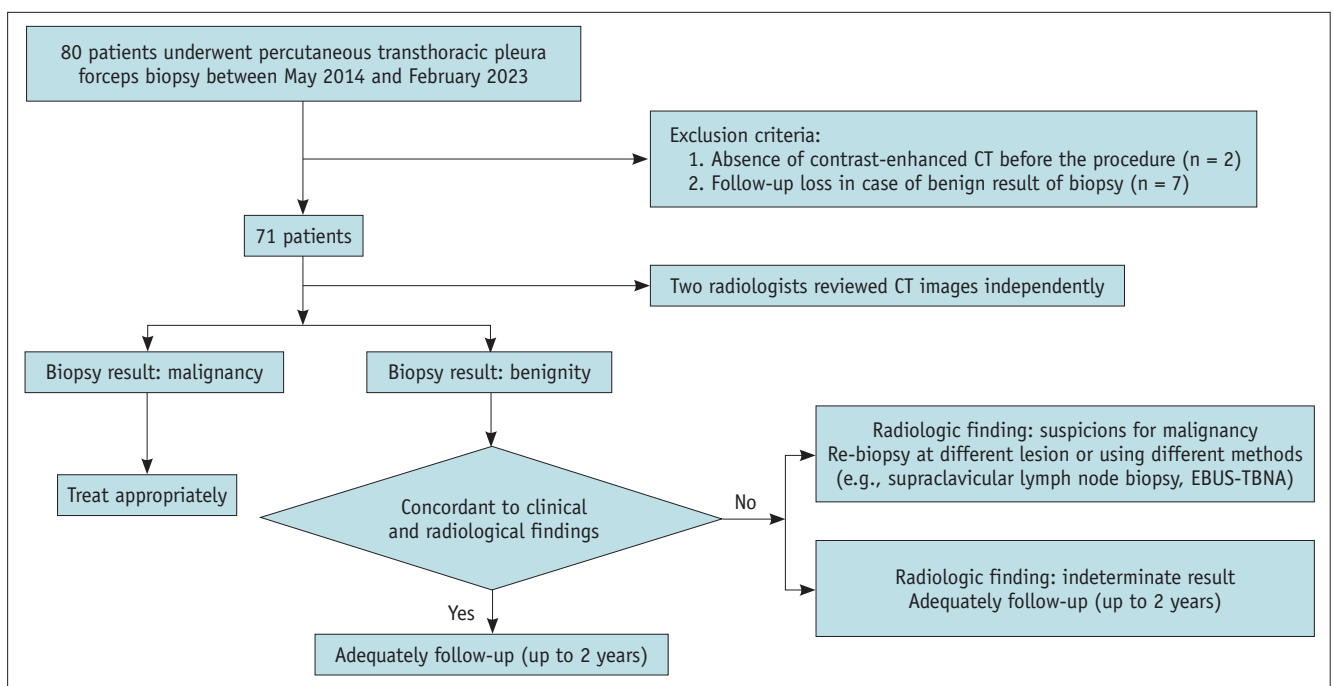 80 patients underwent percutaneous transthoracic pleura
forceps biopsy between May 2014 and February 2023
Exclusion criteria:
1. Absence of contrast-enhanced CT before the procedure (n = 2)
2. Follow-up loss in case of benign result of biopsy (n = 7)
71 patients
Two radiologists reviewed CT images independently
Biopsy result: malignancy
Biopsy result: benignity
Treat appropriately
Concordant to clinical
and radiological findings
No
Radiologic finding: suspicions for malignancy
Re-biopsy at different lesion or using different methods
(e.g., supraclavicular lymph node biopsy, EBUS-TBNA)
Radiologic finding: indeterminate result
Adequately follow-up (up to 2 years)
Yes
Adequately follow-up (up to 2 years)